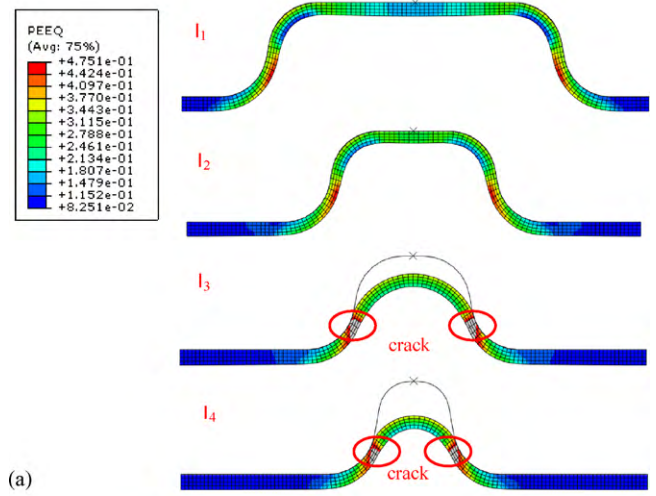 PEEQ
(Avg: 75%)
+4.751e-01
+4.424e-01
+4.097e-01
+3.770e-01
+3.443e-01
+3.115e-01
+2.788e-01
+2.461e-01
+2.134e-01
+1.807e-01
+1.479e-01
+1.152e-01
+8.251e-02
I1
I2
I3
crack
I4
crack
(a)